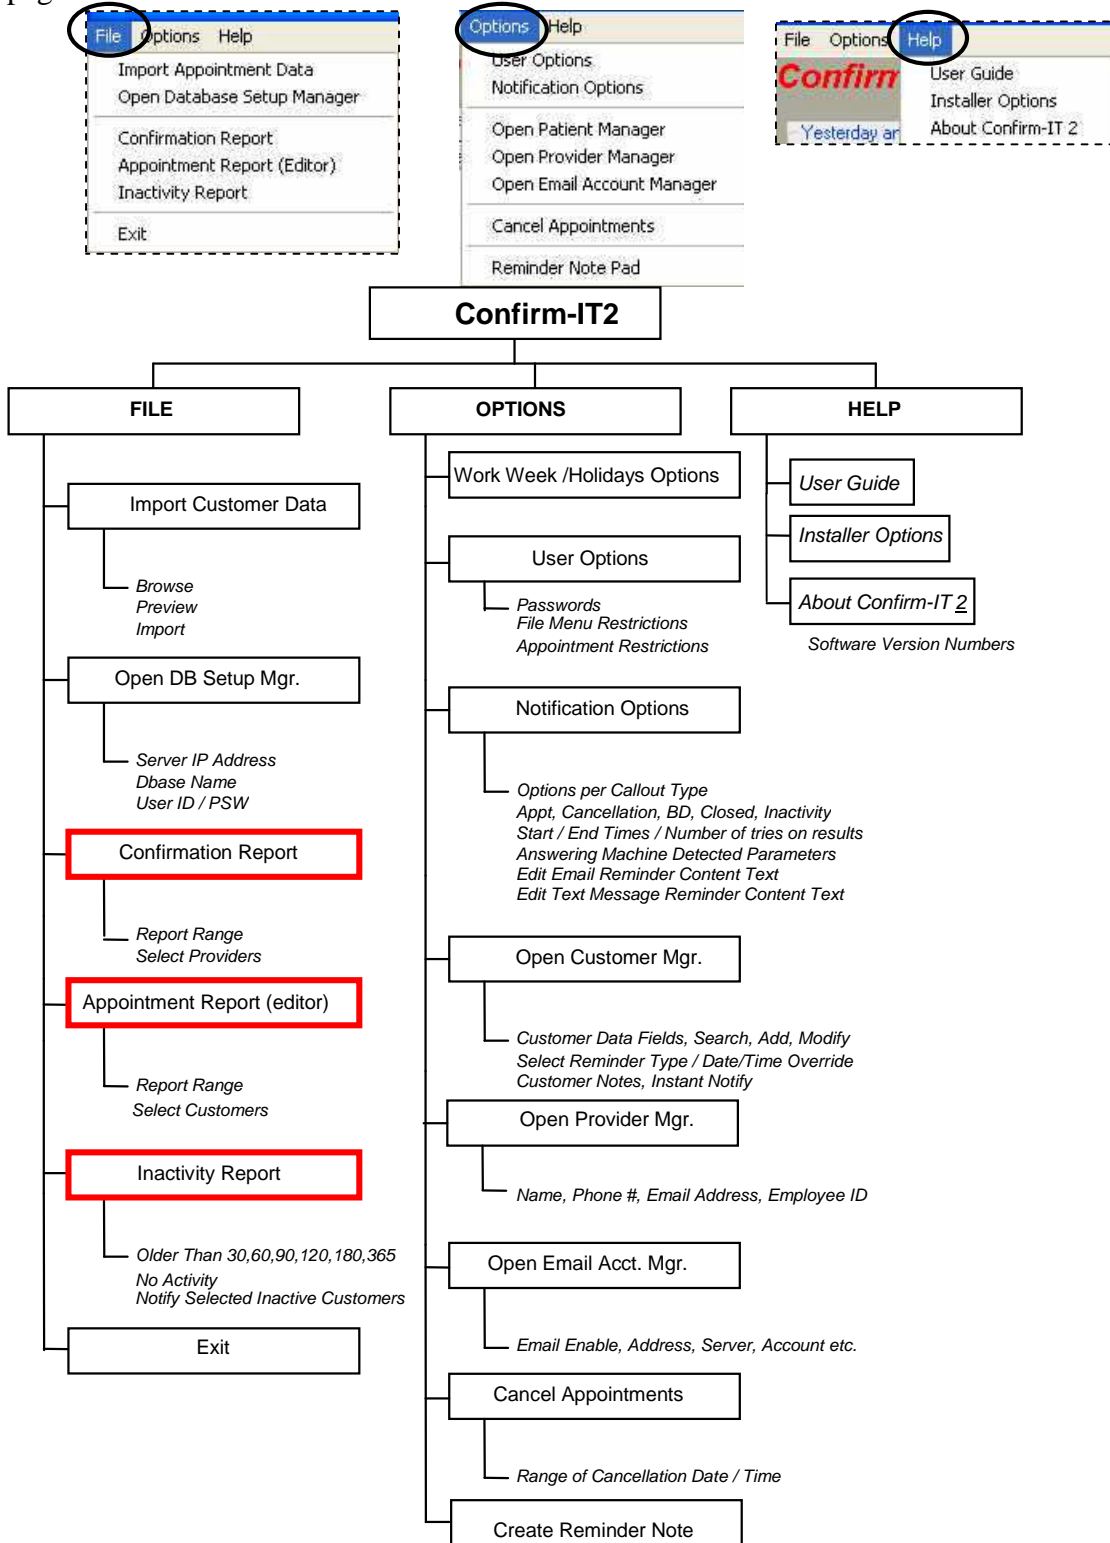 File Options Help
Import Appointment Data
Open Database Setup Manager
Confirmation Report
Appointment Report (Editor)
Inactivity Report
Exit
Options Help
User Options
Notification Options
Open Patient Manager
Open Provider Manager
Open Email Account Manager
Cancel Appointments
Reminder Note Pad
File Options Help
Confirm
User Guide
Installer Options
Yesterday ar
About Confirm-IT 2
Confirm-IT2
FILE
OPTIONS
HELP
Import Customer Data
Browse
Preview
Import
Open DB Setup Mgr.
Server IP Address
Dbase Name
User ID / PSW
Confirmation Report
Report Range
Select Providers
Appointment Report (editor)
Report Range
Select Customers
Inactivity Report
Older Than 30,60,90,120,180,365
No Activity
Notify Selected Inactive Customers
Exit
Work Week /Holidays Options
User Options
Passwords
File Menu Restrictions
Appointment Restrictions
Notification Options
Options per Callout Type
Appt, Cancellation, BD, Closed, Inactivity
Start / End Times / Number of tries on results
Answering Machine Detected Parameters
Edit Email Reminder Content Text
Edit Text Message Reminder Content Text
Open Customer Mgr.
Customer Data Fields, Search, Add, Modify
Select Reminder Type / Date/Time Override
Customer Notes, Instant Notify
Open Provider Mgr.
Name, Phone #, Email Address, Employee ID
Open Email Acct. Mgr.
Email Enable, Address, Server, Account etc.
Cancel Appointments
Range of Cancellation Date / Time
Create Reminder Note
User Guide
Installer Options
About Confirm-IT 2
Software Version Numbers